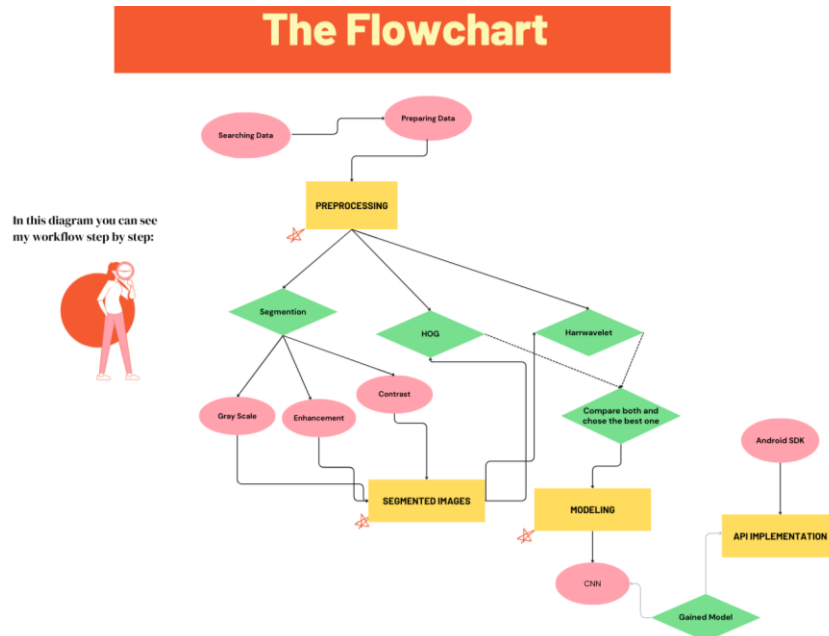 The Flowchart
Preparing Data
Searching Data
PREPROCESSING
In this diagram you can see
my workflow step by step:
Segmention
HOG
Harrwavelet
Contrast
Gray Scale
Enhancement
Compare both and
chose the best one
Android SDK
SEGMENTED IMAGES
MODELING
API IMPLEMENTATION
CNN
Gained Model